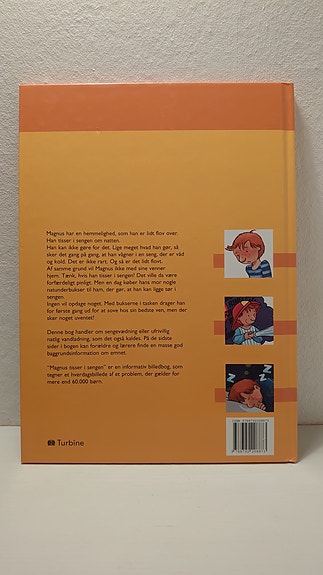 Magnus har en hemmelighed, som han er lidt flov over.
Han tisser i sengen om natten.
Han kan ikke gøre for det. Lige meget hvad han gør, så
sker det gang på gang, at han vågner i en seng, der er våd
og kold. Det er ikke rart. Og så er det lidt flovt.
Af samme grund vil Magnus ikke med sine venner
hjem. Tænk, hvis han tisser i sengen? Det ville da være
forfærdeligt pinligt. Men en dag køber hans mor nogle
natunderbukser til ham, der gør, at han kan ligge tør i
sengen.
Ingen vil opdage noget. Med bukserne i tasken drager han
for første gang ud for at sove hos sin bedste ven, men der
sker noget uventet!
Denne bog handler om sengevædning eller ufrivillig
natlig vandladning, som det også kaldes. På de sidste
sider i bogen kan forældre og lærere finde en masse god
baggrundsinformation om emnet.
"Magnus tisser i sengen" er en informativ billedbog, som
tegner et hverdagsbillede af et problem, der gælder for
mere end 60.000 børn.
Z
Z
Turbine